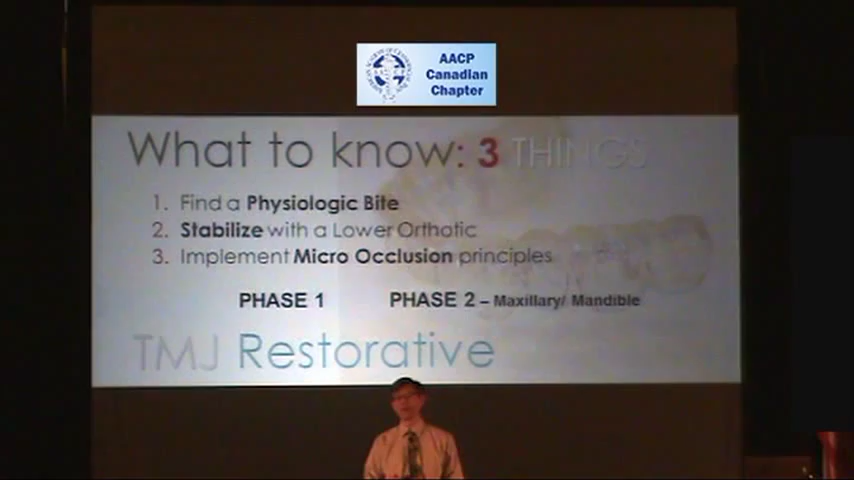 AACP
Canadian
Chapter
What to know: 3 THINGS
1. Find a Physiologic Bite
2. Stabilize with a Lower Orthotic
3. Implement Micro Occlusion principles
PHASE 1 PHASE 2 – Maxillary/ Mandible
TMJ Restorative